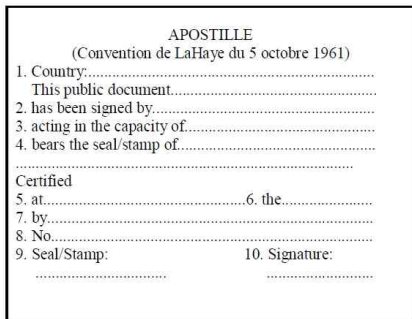 APOSTILLE
(Convention de LaHaye du 5 octobre 1961)
1. Country:..........................................................................
This public document.....................................................
2. has been signed by.........................................................
3. acting in the capacity of.................................................
4. bears the seal/stamp of...................................................
.......................................................................................
Certified
5. at...................................................6. the.......................
7. by...................................................................................
8. No...................................................................................
9. Seal/Stamp: 10. Signature:
.................................. ...........................